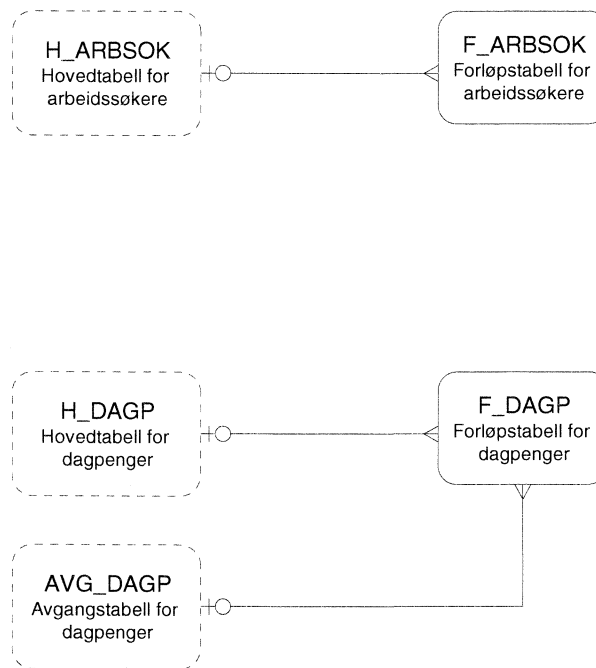 H_ARBSOK
Hovedtabell for
arbeidssøkere
F_ARBSOK
Forløpstabell for
arbeidssøkere
H_DAGP
Hovedtabell for
dagpenger
F_DAGP
Forløpstabell for
dagpenger
AVG_DAGP
Avgangstabell for
dagpenger